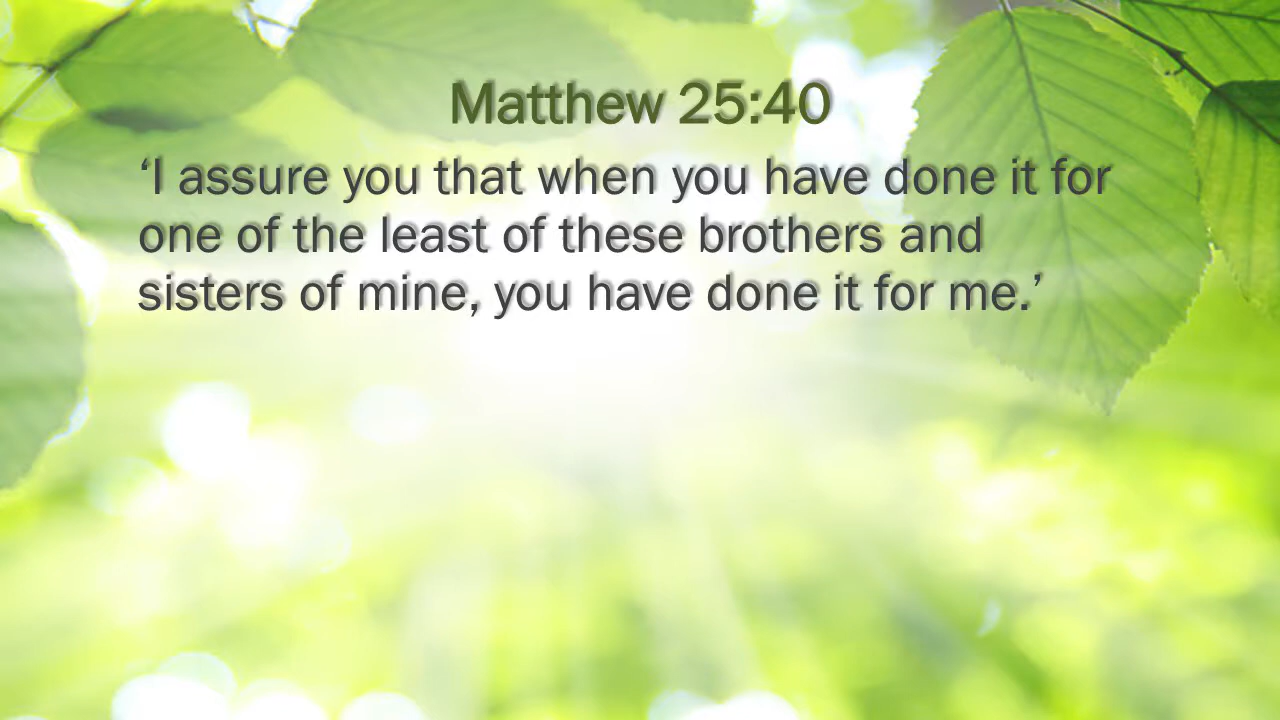 Matthew 25:40
‘I assure you that when you have done it for
one of the least of these brothers and
sisters of mine, you have done it for me.’